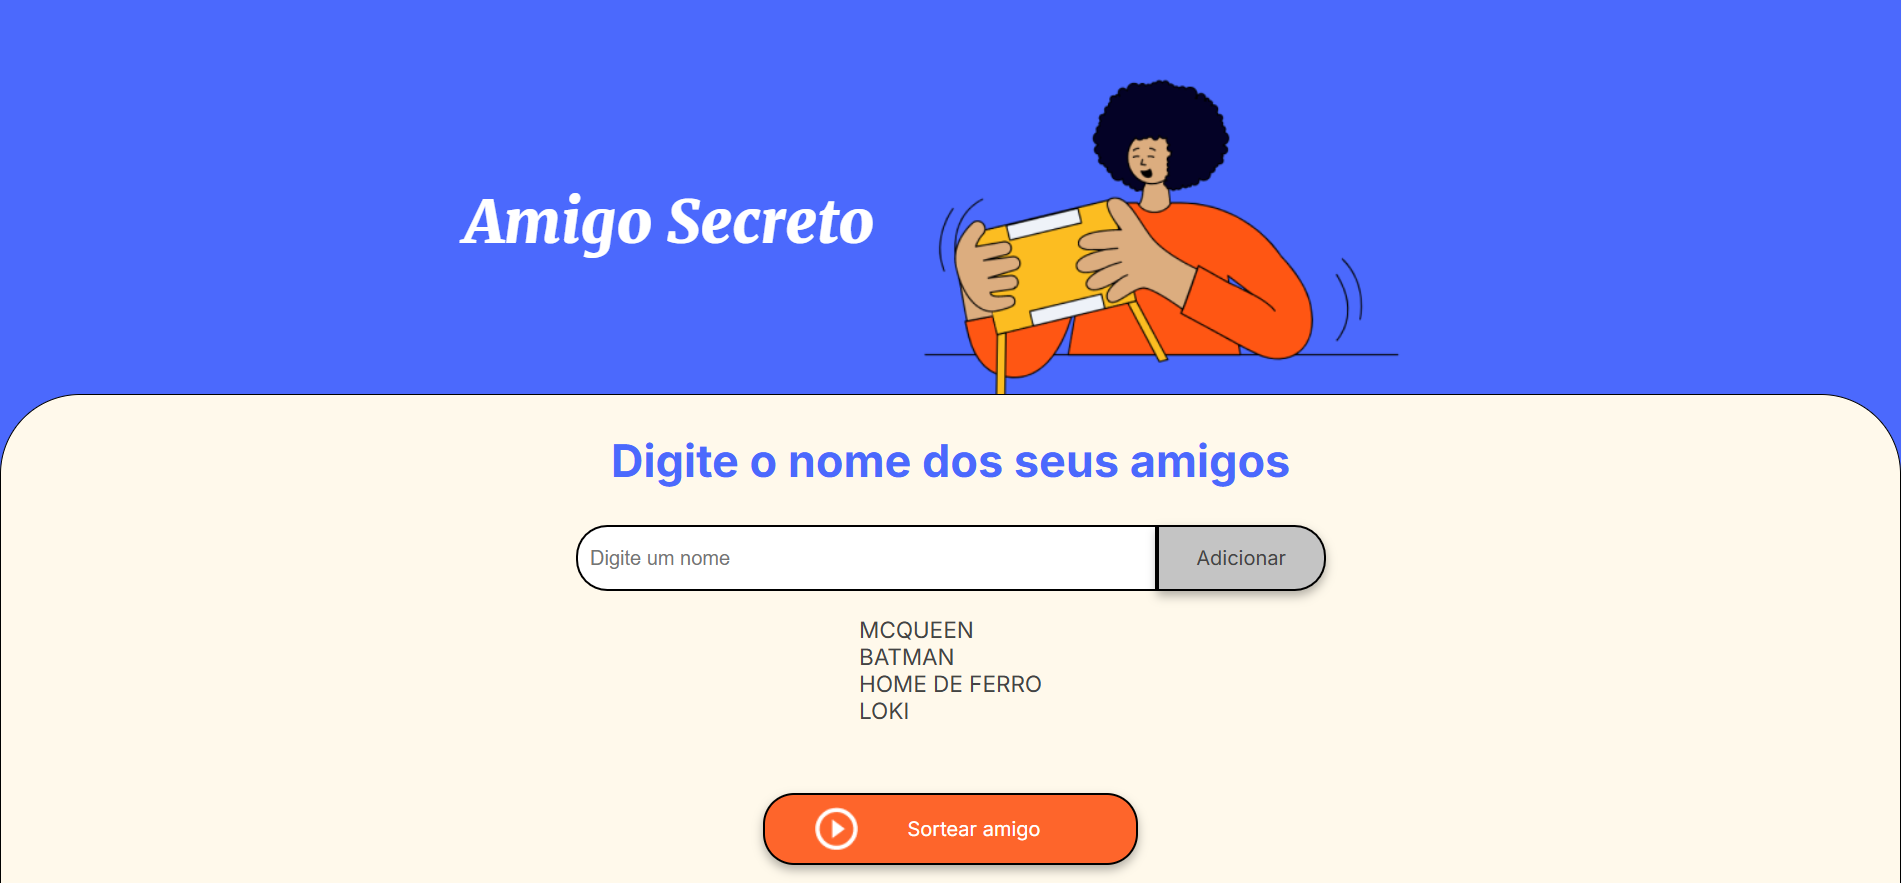 Amigo Secreto
Digite o nome dos seus amigos
Digite um nome
Adicionar
MCQUEEN
BATMAN
HOME DE FERRO
LOKI
Sortear amigo